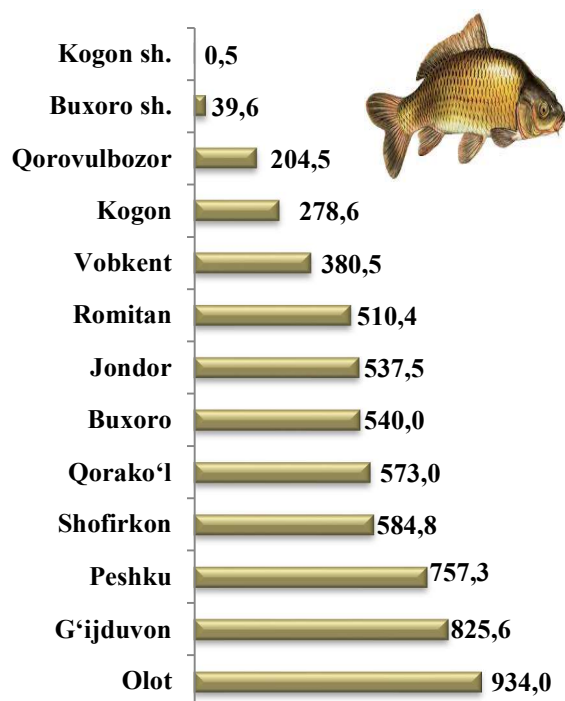 Kogon sh. 0,5
Buxoro sh. 39,6
Qorovulbozor 204,5
Kogon 278,6
Vobkent 380,5
Romitan 510,4
Jondor 537,5
Buxoro 540,0
Qorako‘l 573,0
Shofirkon 584,8
Peshku 757,3
G‘ijduvon 825,6
Olot 934,0